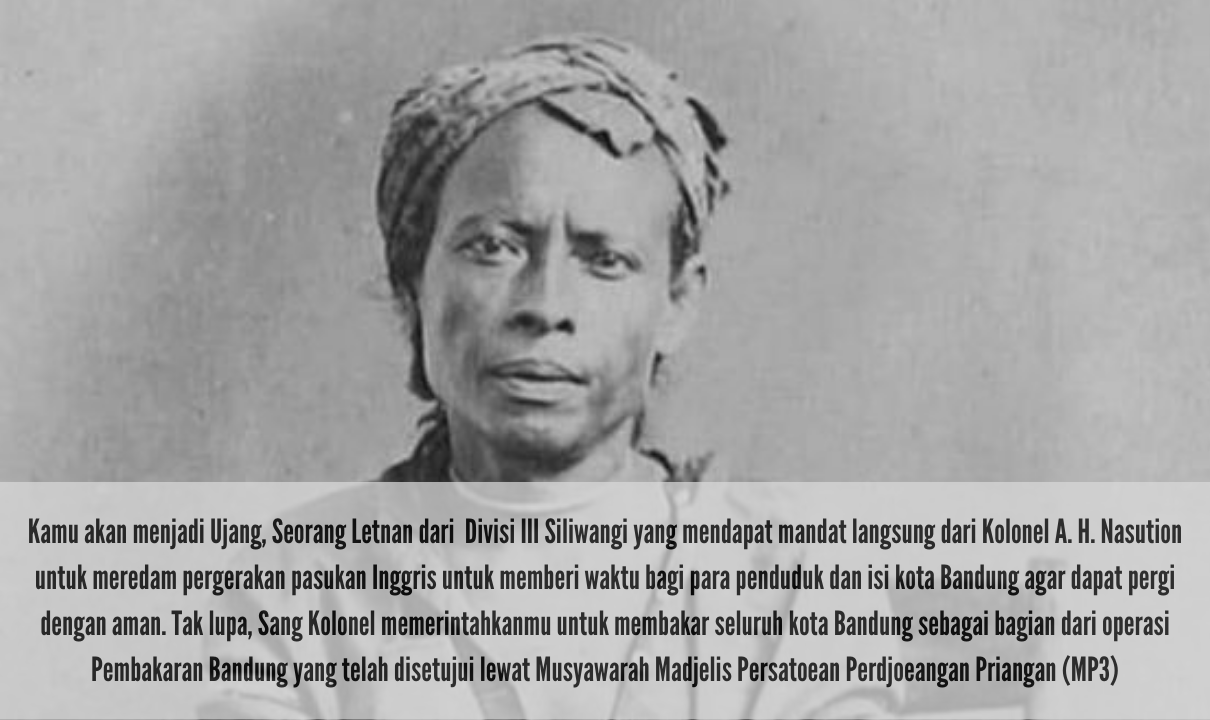 Kamu akan menjadi Ujang, Seorang Letnan dari Divisi III Siliwangi yang mendapat mandat langsung dari Kolonel A. H. Nasution
untuk meredam pergerakan pasukan Inggris untuk memberi waktu bagi para penduduk dan isi kota Bandung agar dapat pergi
dengan aman. Tak lupa, Sang Kolonel memerintahkanmu untuk membakar seluruh kota Bandung sebagai bagian dari operasi
Pembakaran Bandung yang telah disetujui lewat Musyawarah Madjelis Persatoean Perdjoeangan Priangan (MP3)